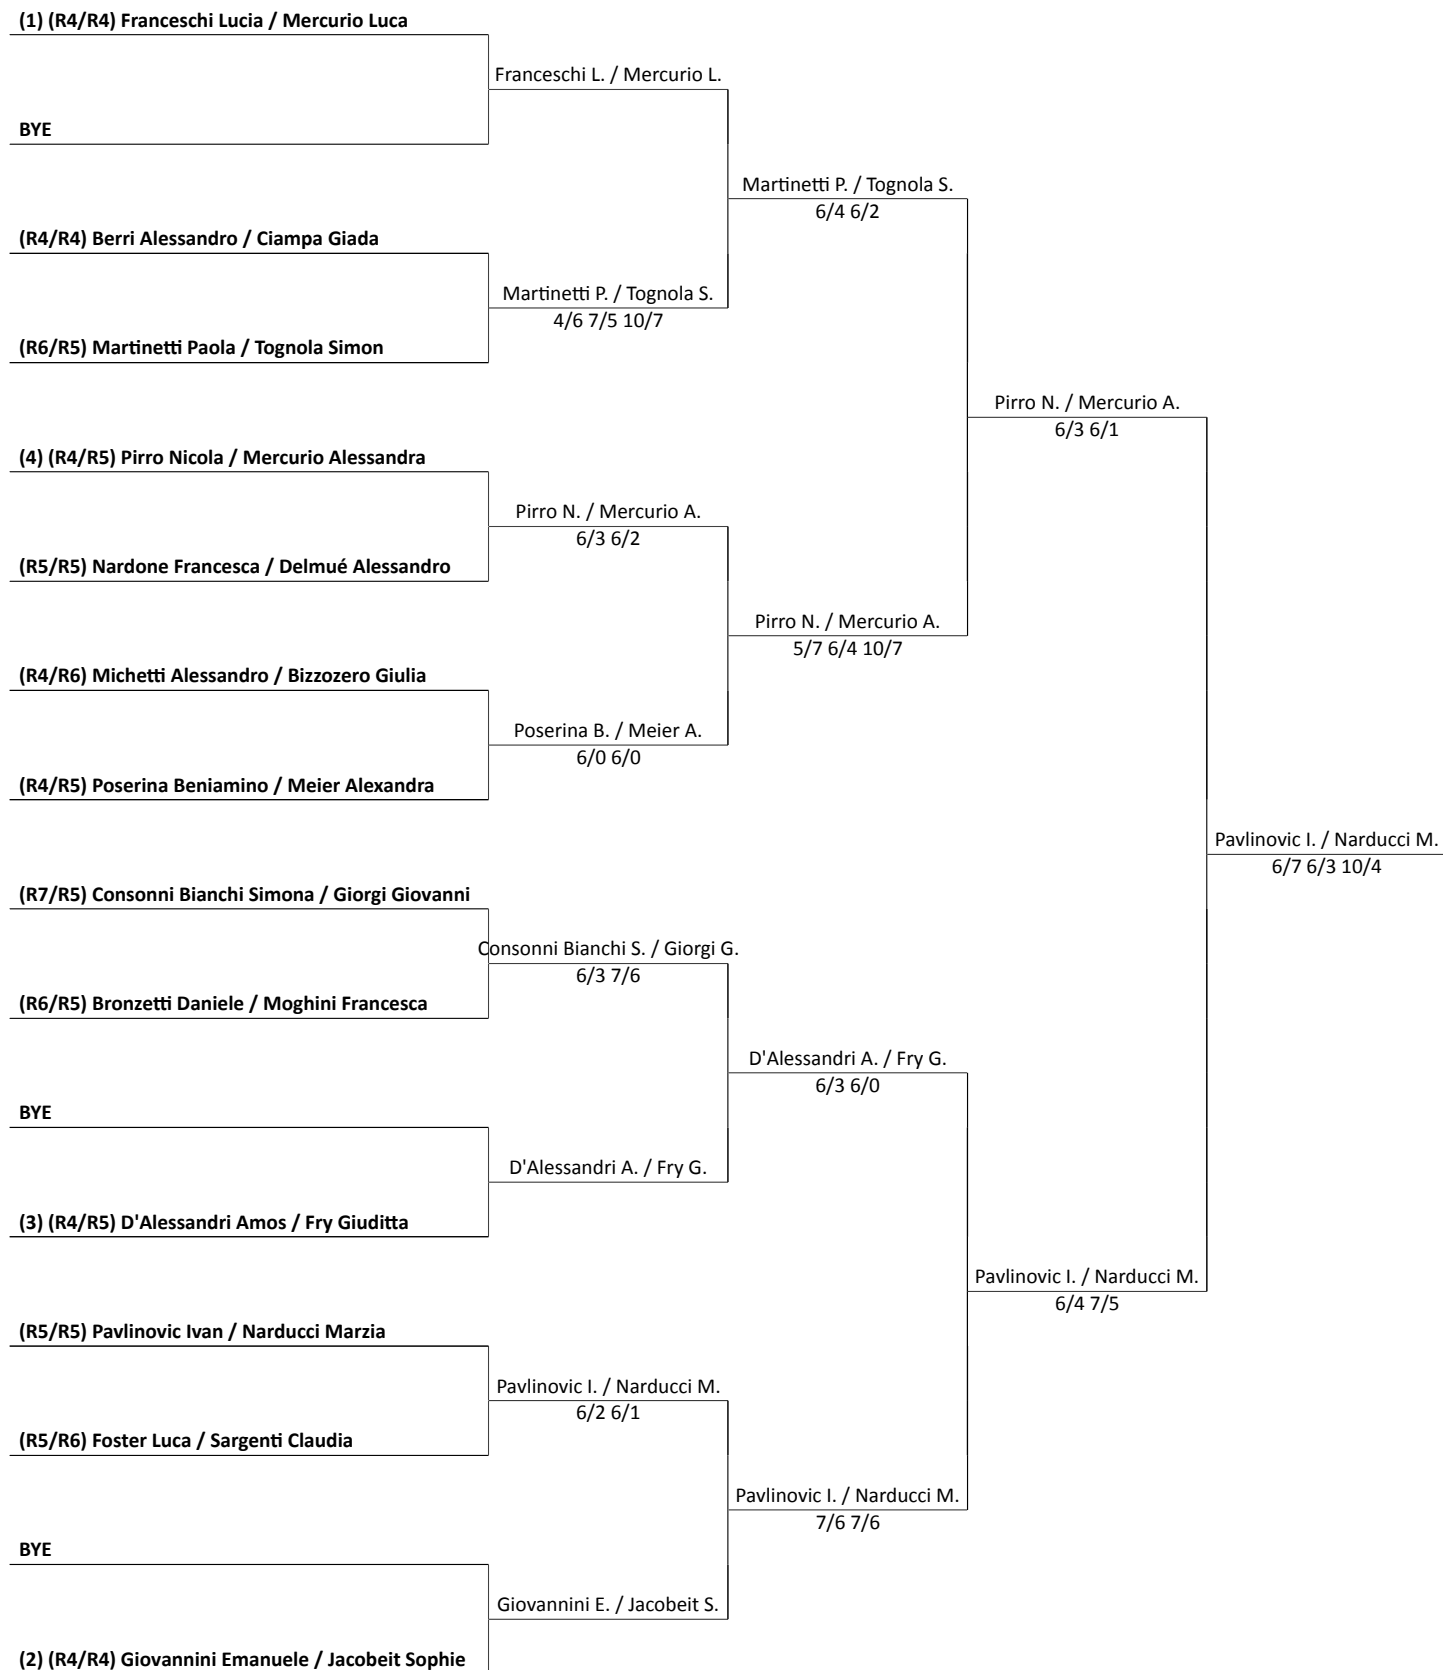 (1) (R4/R4) Franceschi Lucia / Mercurio Luca
Franceschi L. / Mercurio L.
BYE
Martinetti P. / Tognola S.
6/4 6/2
(R4/R4) Berri Alessandro / Ciampa Giada
Martinetti P. / Tognola S.
4/6 7/5 10/7
(R6/R5) Martinetti Paola / Tognola Simon
Pirro N. / Mercurio A.
6/3 6/1
(4) (R4/R5) Pirro Nicola / Mercurio Alessandra
Pirro N. / Mercurio A.
6/3 6/2
(R5/R5) Nardone Francesca / Delmué Alessandro
Pirro N. / Mercurio A.
5/7 6/4 10/7
(R4/R6) Michetti Alessandro / Bizzozero Giulia
Poserina B. / Meier A.
6/0 6/0
(R4/R5) Poserina Beniamino / Meier Alexandra
Pavlinovic I. / Narducci M.
6/7 6/3 10/4
(R7/R5) Consonni Bianchi Simona / Giorgi Giovanni
Consonni Bianchi S. / Giorgi G.
6/3 7/6
(R6/R5) Bronzetti Daniele / Moghini Francesca
D'Alessandri A. / Fry G.
6/3 6/0
BYE
D'Alessandri A. / Fry G.
(3) (R4/R5) D'Alessandri Amos / Fry Giuditta
Pavlinovic I. / Narducci M.
6/4 7/5
(R5/R5) Pavlinovic Ivan / Narducci Marzia
Pavlinovic I. / Narducci M.
6/2 6/1
(R5/R6) Foster Luca / Sargenti Claudia
Pavlinovic I. / Narducci M.
7/6 7/6
BYE
Giovannini E. / Jacobeit S.
(2) (R4/R4) Giovannini Emanuele / Jacobeit Sophie